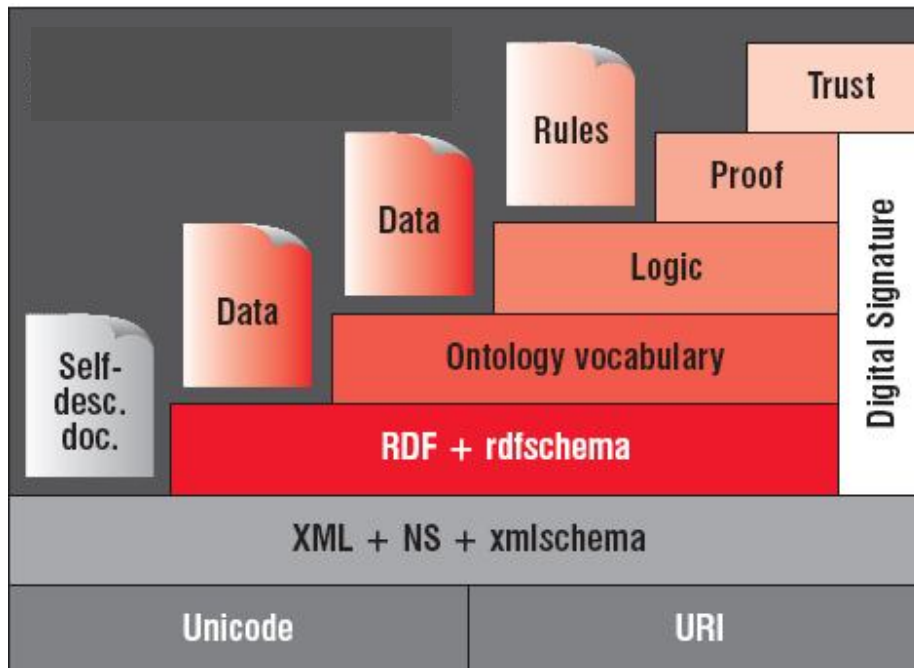 Trust
Rules
Proof
Data
Logic
Data
Ontology vocabulary
Self-
desc.
doc.
RDF + rdfschema
Digital Signature
XML + NS + xmlschema
Unicode
URI